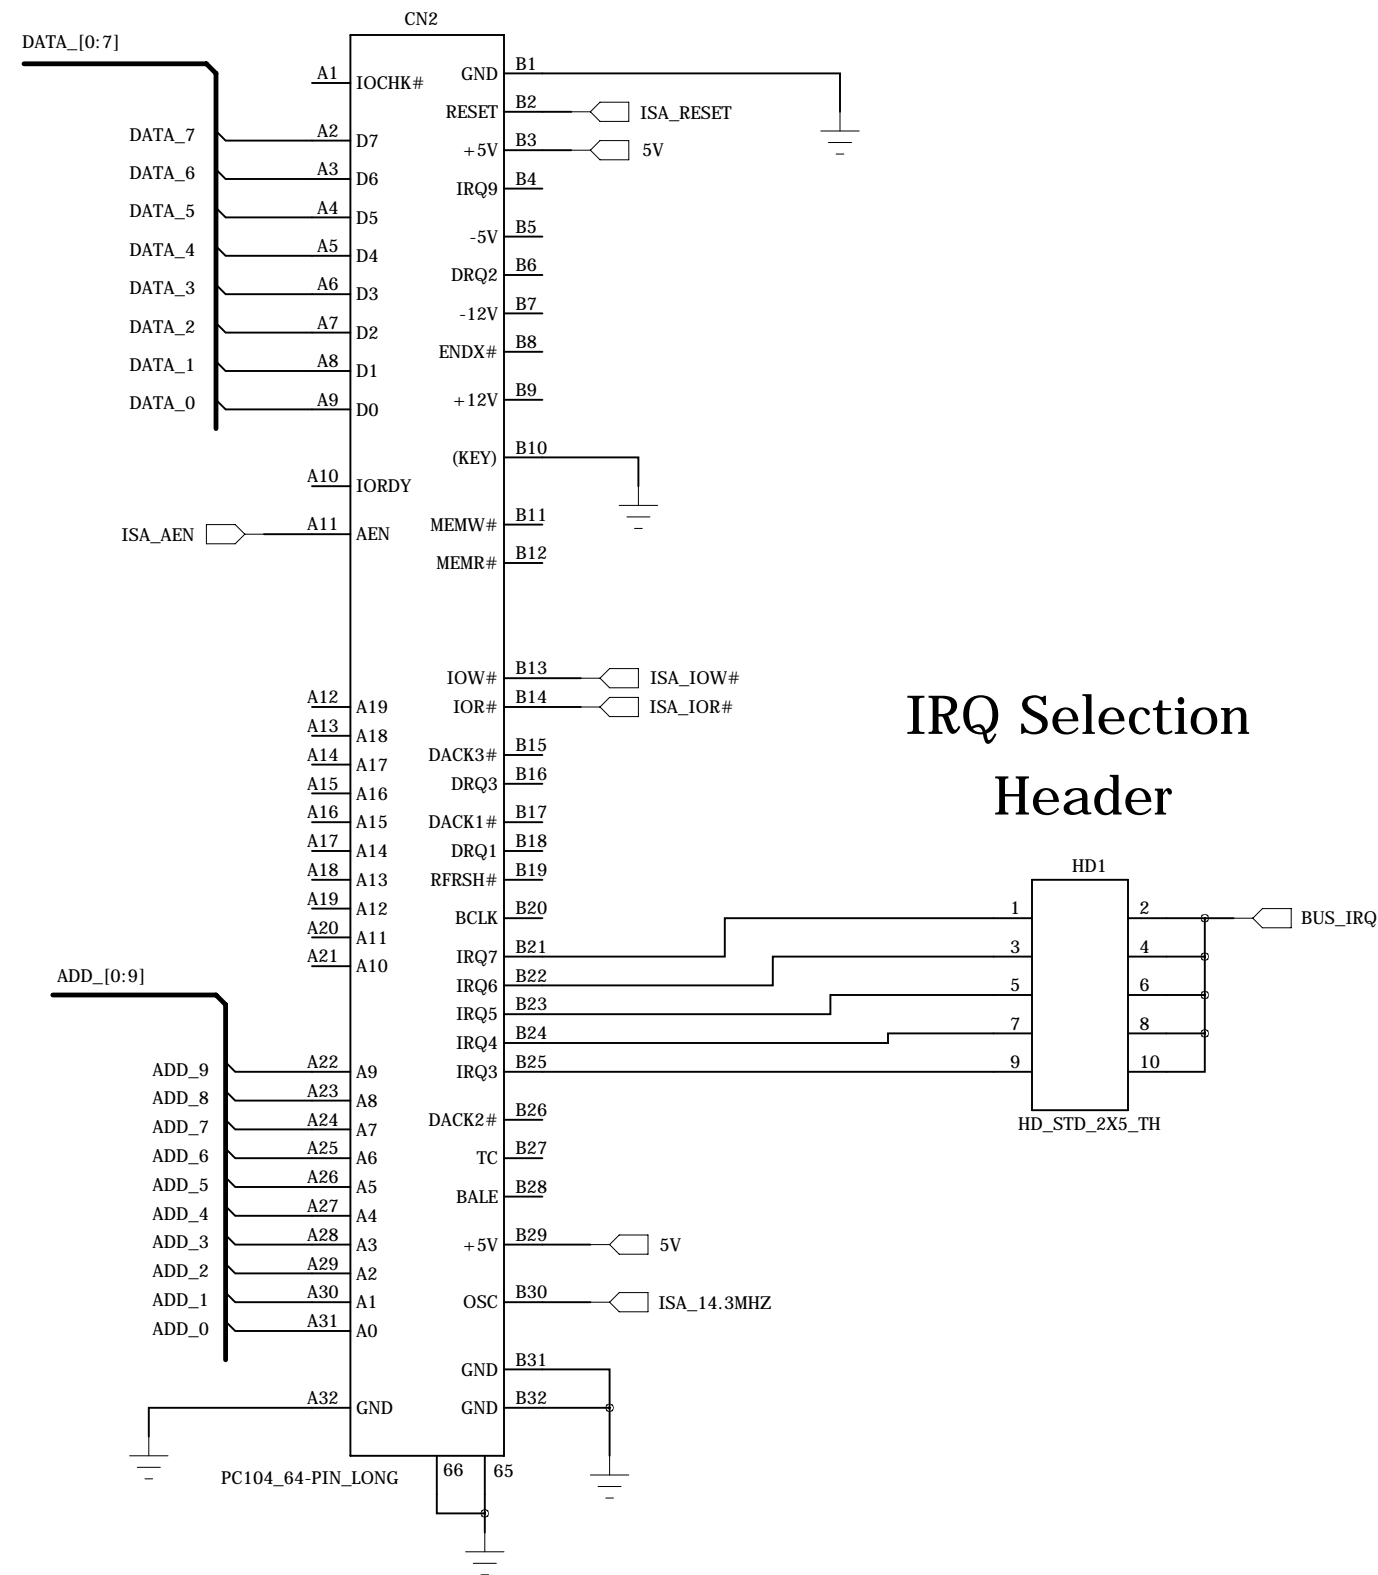 CN2
DATA_[0:7]
A1 IOCHK#
DATA_7 A2 D7
DATA_6 A3 D6
DATA_5 A4 D5
DATA_4 A5 D4
DATA_3 A6 D3
DATA_2 A7 D2
DATA_1 A8 D1
DATA_0 A9 D0
A10 IORDY
ISA_AEN A11 AEN
A12 A19
A13 A18
A14 A17
A15 A16
A16 A15
A17 A14
A18 A13
A19 A12
A20 A11
A21 A10
ADD_[0:9]
ADD_9 A22 A9
ADD_8 A23 A8
ADD_7 A24 A7
ADD_6 A25 A6
ADD_5 A26 A5
ADD_4 A27 A4
ADD_3 A28 A3
ADD_2 A29 A2
ADD_1 A30 A1
ADD_0 A31 A0
A32 GND
GND B1
RESET B2 ISA_RESET
+5V B3 5V
IRQ9 B4
-5V B5
DRQ2 B6
-12V B7
ENDX# B8
+12V B9
(KEY) B10
MEMW# B11
MEMR# B12
IOW# B13 ISA_IOW#
IOR# B14 ISA_IOR#
DACK3# B15
DRQ3 B16
DACK1# B17
DRQ1 B18
RFRSH# B19
BCLK B20
IRQ7 B21
IRQ6 B22
IRQ5 B23
IRQ4 B24
IRQ3 B25
DACK2# B26
TC B27
BALE B28
+5V B29 5V
OSC B30 ISA_14.3MHZ
GND B31
GND B32
PC104_64-PIN_LONG
66 65
IRQ Selection
Header
HD1
1 2 BUS_IRQ
3 4
5 6
7 8
9 10
HD_STD_2X5_TH